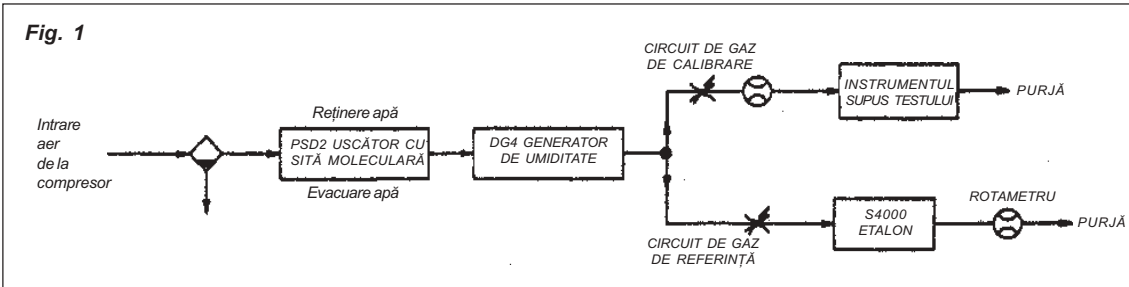 Fig. 1
Intrare
aer
de la
compresor
Reținere apă
PSD2 USCĂTOR CU
SITĂ MOLECULARĂ
Evacuare apă
DG4 GENERATOR
DE UMIDITATE
CIRCUIT DE GAZ
DE CALIBRARE
INSTRUMENTUL
SUPUS TESTULUI
PURJĂ
CIRCUIT DE GAZ
DE REFERINȚĂ
S4000
ETALON
ROTAMETRU
PURJĂ